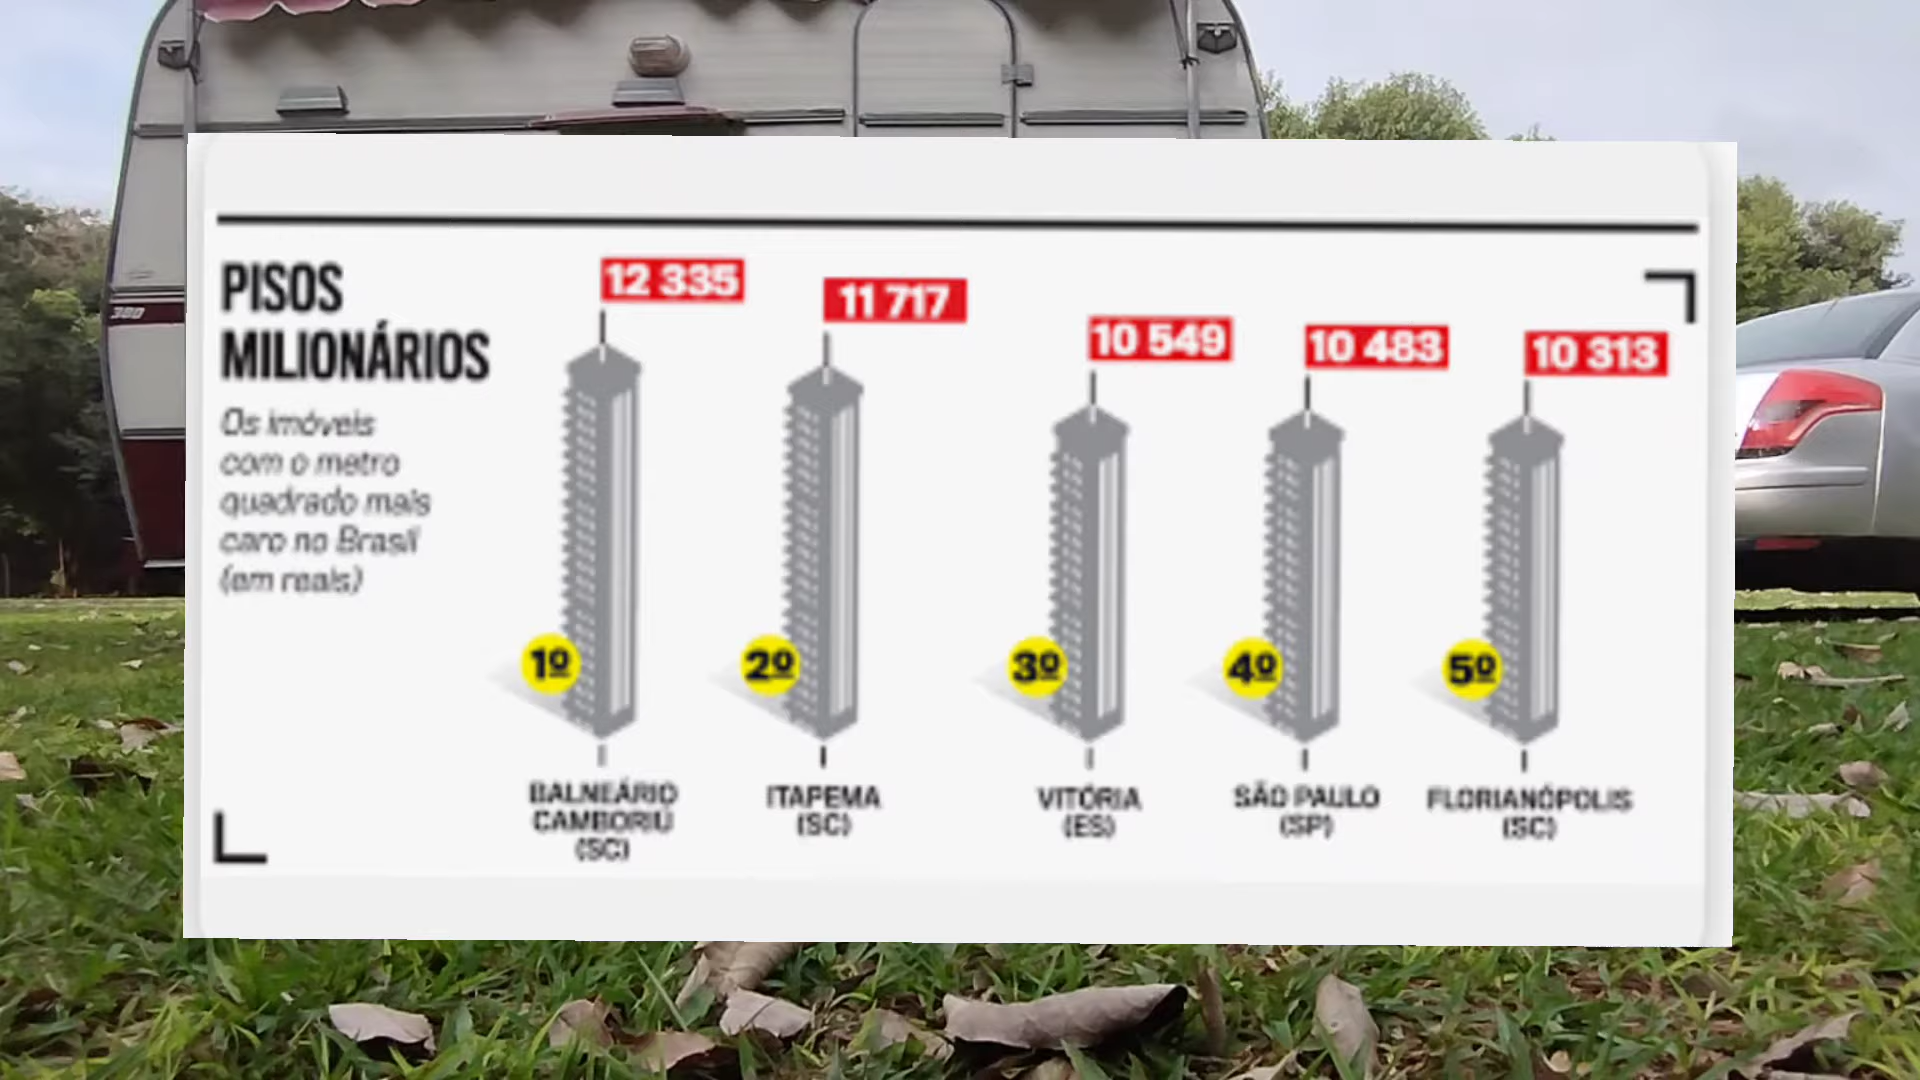 380
PISOS
MILIONÁRIOS
Os imóveis
com o metro
quadrado mais
caro no Brasil
(em reais)
12 335
11 717
10 549
10 483
10 313
1º
2º
3º
4º
5º
BALNEÁRIO
CAMBORIÚ
(SC)
ITAPEMA
(SC)
VITÓRIA
(ES)
SÃO PAULO
(SP)
FLORIANÓPOLIS
(SC)